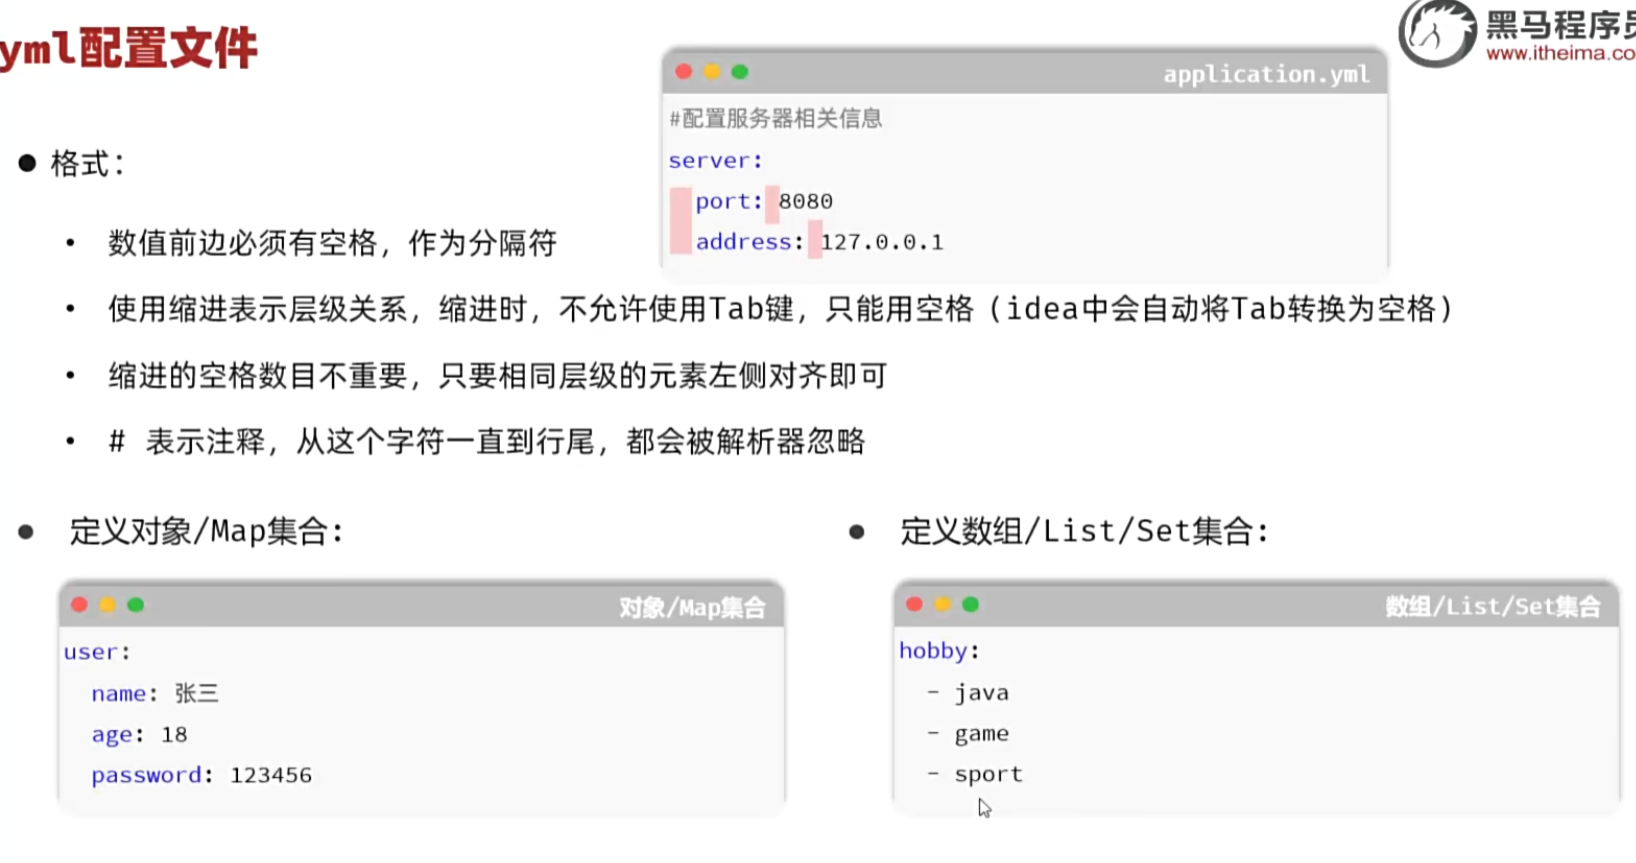 yml配置文件
黑马程序员
www.itheima.co
application.yml
#配置服务器相关信息
server:
port: 8080
address: 127.0.0.1
● 格式：
• 数值前边必须有空格，作为分隔符
• 使用缩进表示层级关系，缩进时，不允许使用Tab键，只能用空格（idea中会自动将Tab转换为空格）
• 缩进的空格数目不重要，只要相同层级的元素左侧对齐即可
• # 表示注释，从这个字符一直到行尾，都会被解析器忽略
● 定义对象/Map集合：
对象/Map集合
user:
name: 张三
age: 18
password: 123456
● 定义数组/List/Set集合：
数组/List/Set集合
hobby:
- java
- game
- sport